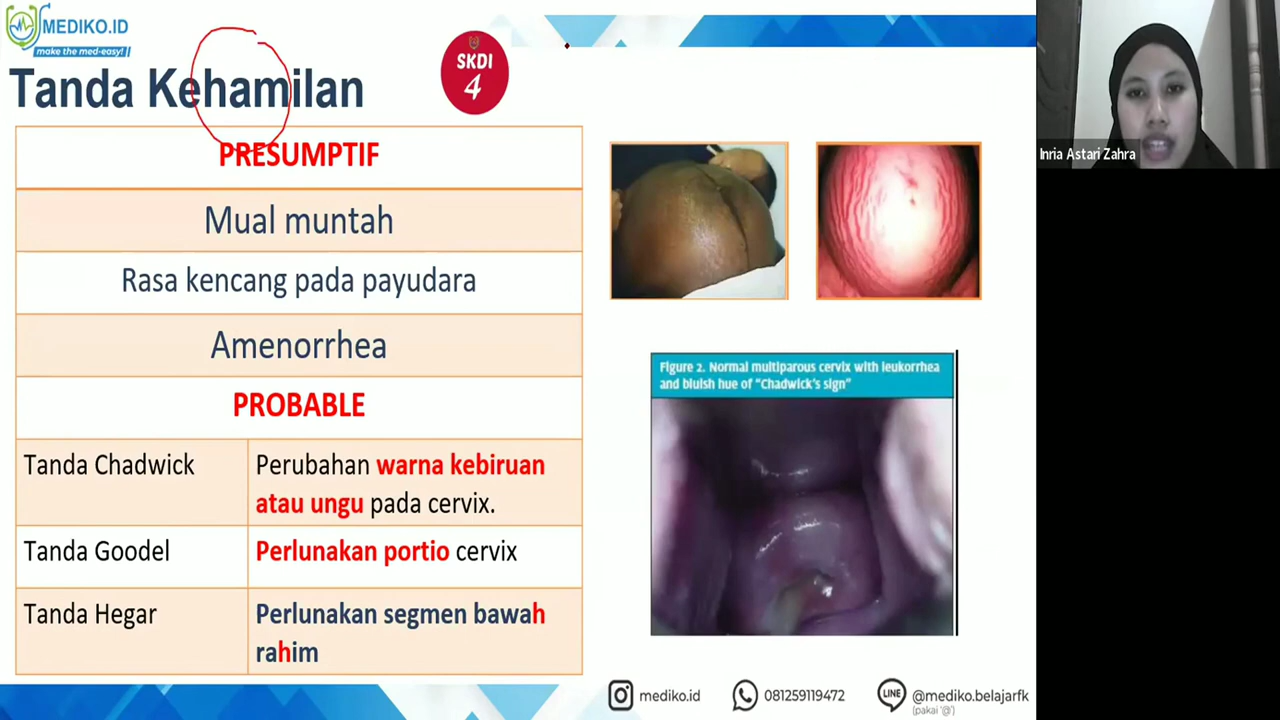 MEDIKO.ID
make the med-easy!
Tanda Kehamilan
SKDI
4
PRESUMPTIF
Mual muntah
Rasa kencang pada payudara
Amenorrhea
PROBABLE
Tanda Chadwick
Perubahan warna kebiruan
atau ungu pada cervix.
Tanda Goodel
Perlunakan portio cervix
Tanda Hegar
Perlunakan segmen bawah
rahim
Figure 2. Normal multiparous cervix with leukorrhea
and bluish hue of "Chadwick's sign"
mediko.id
081259119472
LINE
@mediko.belajarfk
(pakai '@')
Inria Astari Zahra